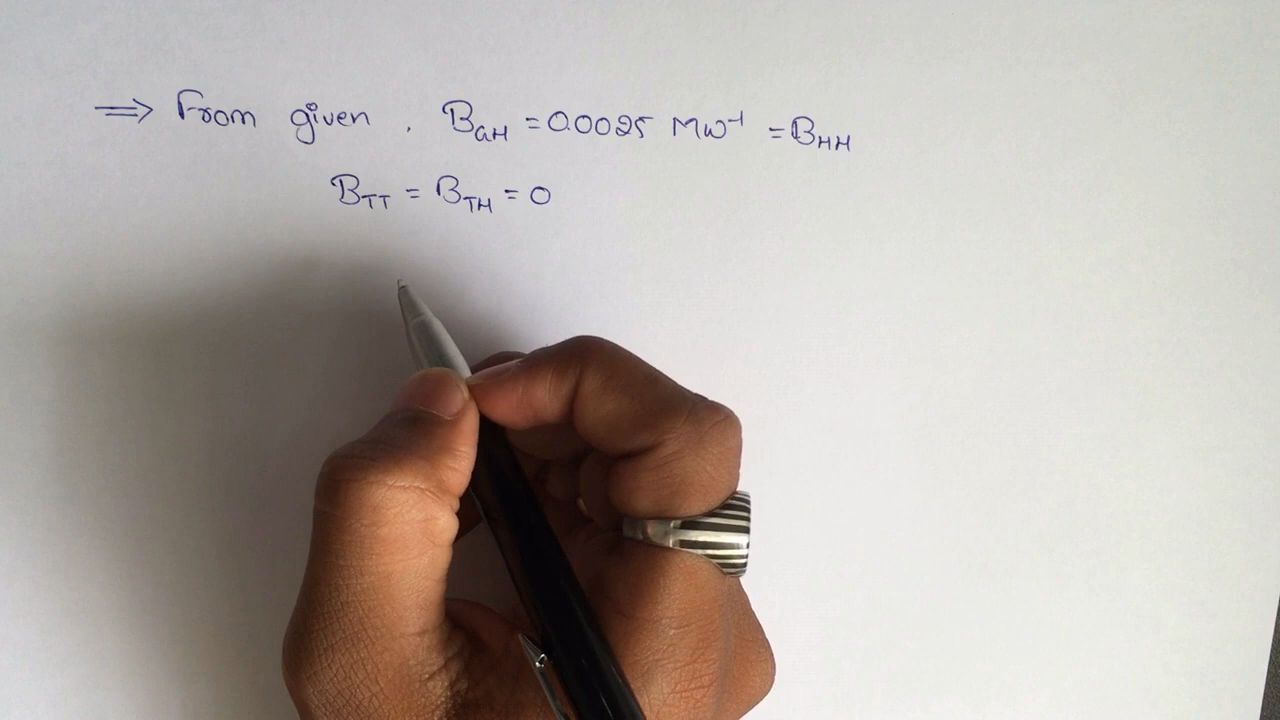 ⇒ From given, B_GH = 0.0025 MW⁻¹ = B_HH
B_TT = B_TH = 0